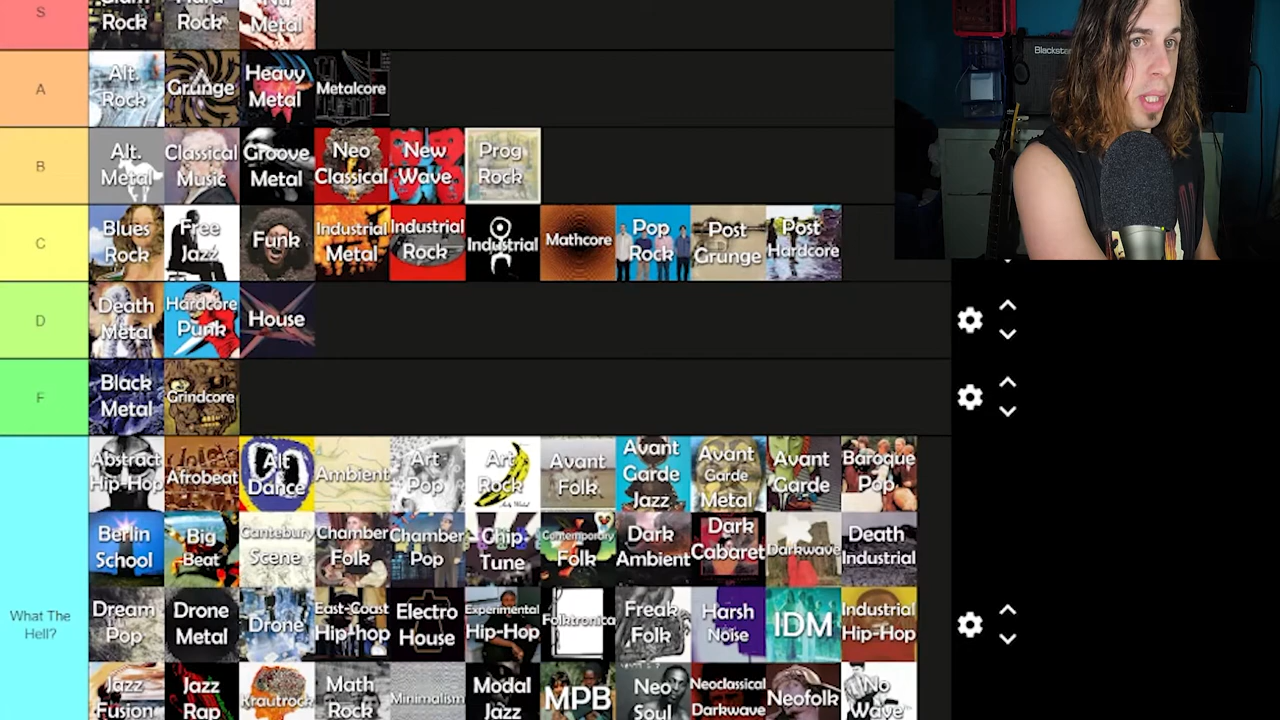 S
Glam
Rock
Hard
Rock
Nu
Metal
A
Alt.
Rock
Grunge
Heavy
Metal
Metalcore
B
Alt.
Metal
Classical
Music
Groove
Metal
Neo
Classical
New
Wave
Prog
Rock
C
Blues
Rock
Free
Jazz
Funk
Industrial
Metal
Industrial
Rock
Industrial
Mathcore
Pop
Rock
Post
Grunge
Post
Hardcore
D
Death
Metal
Hardcore
Punk
House
F
Black
Metal
Grindcore
What The
Hell?
Abstract
Hip-Hop
Afrobeat
Alt
Dance
Ambient
Art
Pop
Art
Rock
Avant
Folk
Avant
Garde
Jazz
Avant
Garde
Metal
Avant
Garde
Baroque
Pop
Berlin
School
Big
Beat
Cantebury
Scene
Chamber
Folk
Chamber
Pop
Chip
Tune
Contemporary
Folk
Dark
Ambient
Dark
Cabaret
Darkwave
Death
Industrial
Dream
Pop
Drone
Metal
Drone
East-Coast
Hip-hop
Electro
House
Experimental
Hip-Hop
Folktronica
Freak
Folk
Harsh
Noise
IDM
Industrial
Hip-Hop
Jazz
Fusion
Jazz
Rap
Krautrock
Math
Rock
Minimalism
Modal
Jazz
MPB
Neo
Soul
Neoclassical
Darkwave
Neofolk
No
Wave
Blackstar